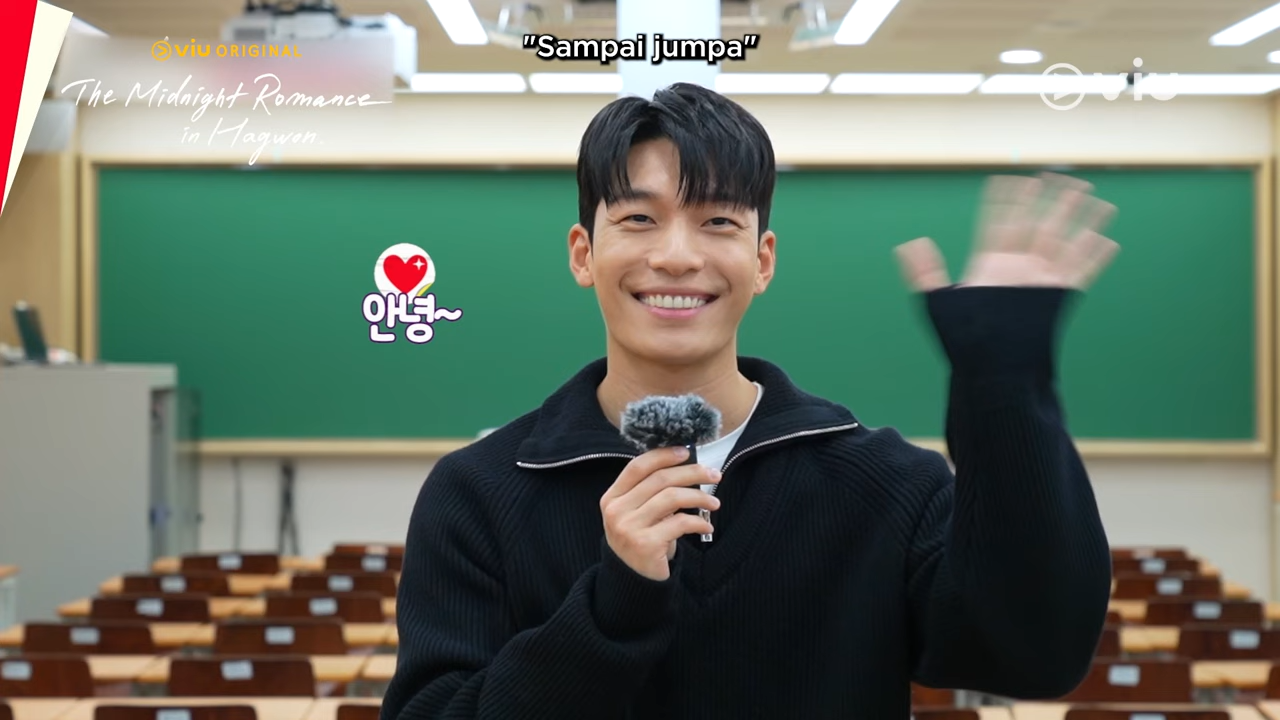 "Sampai jumpa"
viu ORIGINAL
The Midnight Romance
in Hagwon.
viu
안녕~